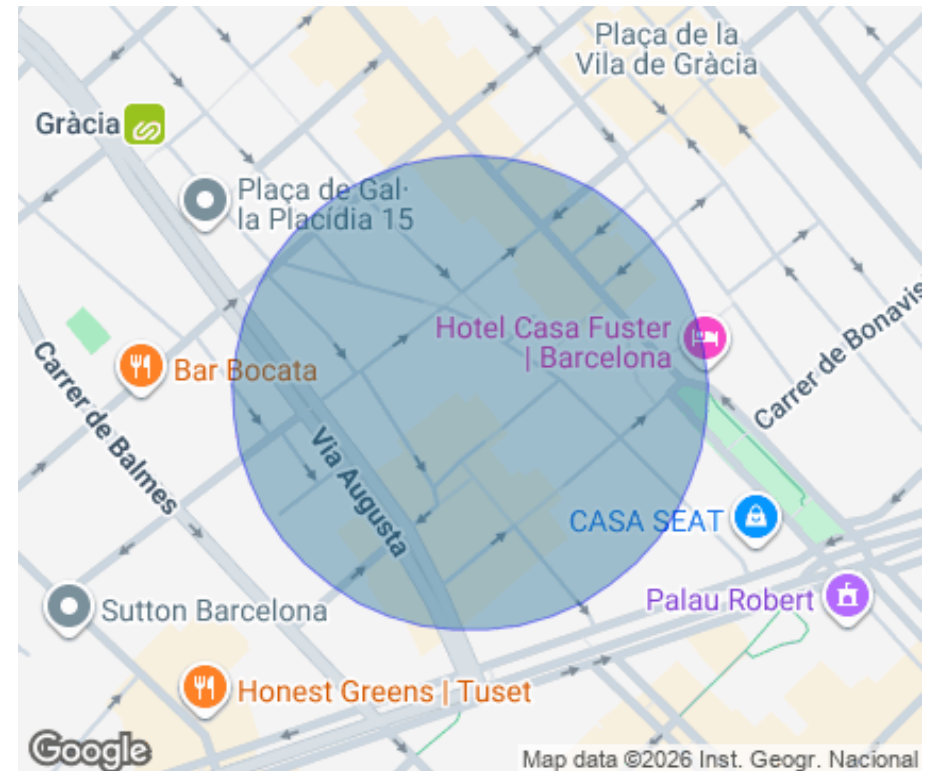 Plaça de la
Vila de Gràcia
Gràcia
Plaça de Gal·
la Placídia 15
Hotel Casa Fuster
| Barcelona
Carrer de Bonavis
Bar Bocata
Carrer de Balmes
Via Augusta
CASA SEAT
Palau Robert
Sutton Barcelona
Honest Greens | Tuset
Google
Map data ©2026 Inst. Geogr. Nacional